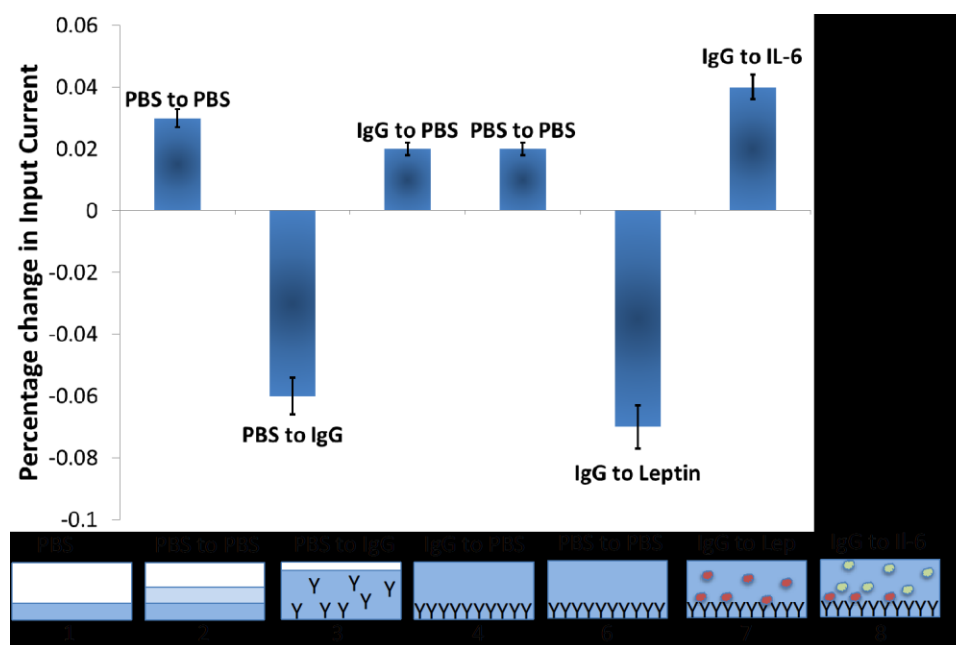 0.06
0.04
0.02
0
-0.02
-0.04
-0.06
-0.08
-0.1
Percentage change in Input Current
PBS to PBS
PBS to IgG
IgG to PBS
PBS to PBS
IgG to Leptin
IgG to IL-6
PBS
PBS to PBS
PBS to IgG
IgG to PBS
PBS to PBS
IgG to Lep
IgG to Il-6
1
2
3
4
6
7
8